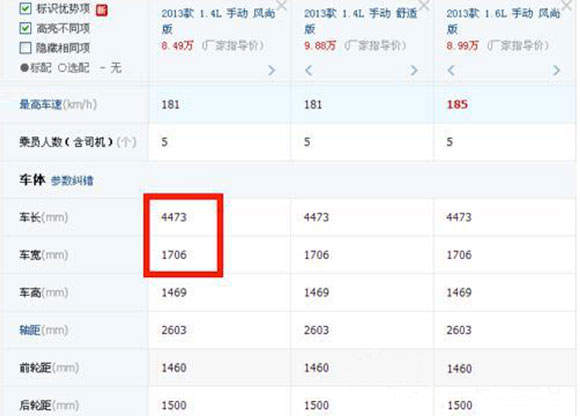 标识优势项 新
高亮不同项
隐藏相同项
●标配 ○选配 - 无
2013款 1.4L 手动 风尚版
8.49万 (厂家指导价)
2013款 1.4L 手动 舒适版
9.88万 (厂家指导价)
2013款 1.6L 手动 风尚版
8.99万 (厂家指导价)
最高车速(km/h) 181 181 185
乘员人数(含司机)(个) 5 5 5
车体 参数纠错
车长(mm) 4473 4473 4473
车宽(mm) 1706 1706 1706
车高(mm) 1469 1469 1469
轴距(mm) 2603 2603 2603
前轮距(mm) 1460 1460 1460
后轮距(mm) 1500 1500 1500